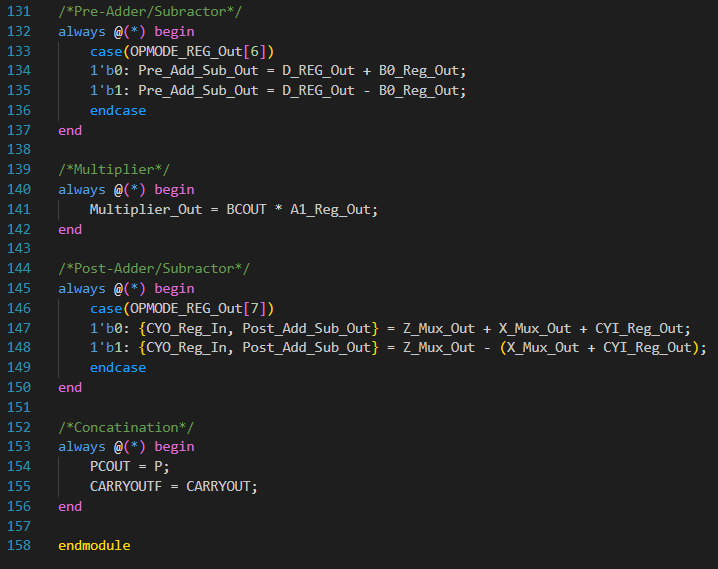 131 /*Pre-Adder/Subractor*/
132 always @(*) begin
133     case(OPMODE_REG_Out[6])
134     1'b0: Pre_Add_Sub_Out = D_REG_Out + B0_Reg_Out;
135     1'b1: Pre_Add_Sub_Out = D_REG_Out - B0_Reg_Out;
136     endcase
137 end
138
139 /*Multiplier*/
140 always @(*) begin
141     Multiplier_Out = BCOUT * A1_Reg_Out;
142 end
143
144 /*Post-Adder/Subractor*/
145 always @(*) begin
146     case(OPMODE_REG_Out[7])
147     1'b0: {CYO_Reg_In, Post_Add_Sub_Out} = Z_Mux_Out + X_Mux_Out + CYI_Reg_Out;
148     1'b1: {CYO_Reg_In, Post_Add_Sub_Out} = Z_Mux_Out - (X_Mux_Out + CYI_Reg_Out);
149     endcase
150 end
151
152 /*Concatination*/
153 always @(*) begin
154     PCOUT = P;
155     CARRYOUTF = CARRYOUT;
156 end
157
158 endmodule